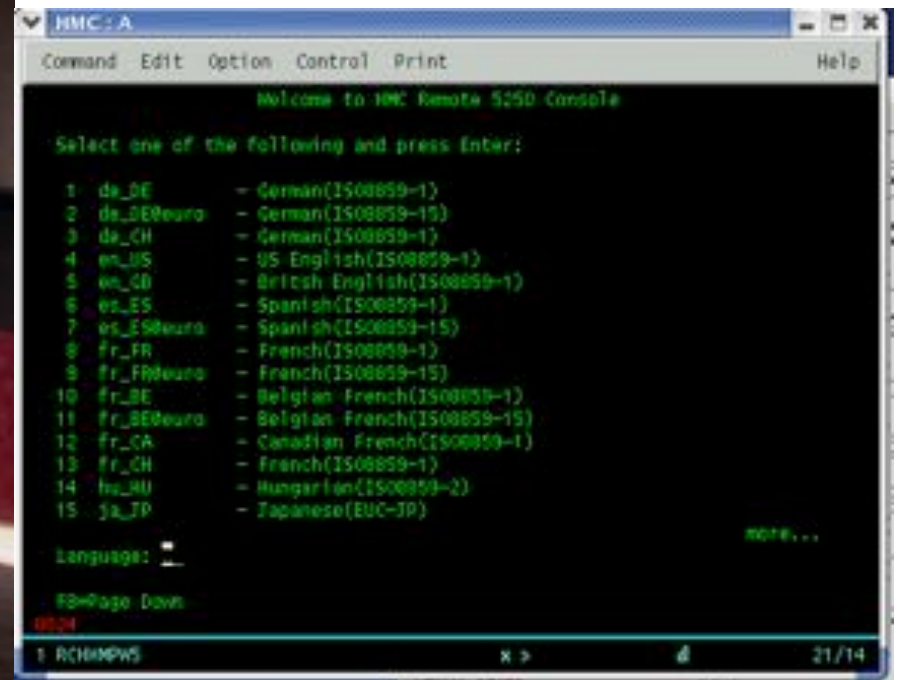 HMC : A
Command Edit Option Control Print Help
Welcome to HMC Remote 5250 Console
Select one of the following and press Enter:
1 de_DE - German(ISO8859-1)
2 de_DE@euro - German(ISO8859-15)
3 de_CH - German(ISO8859-1)
4 en_US - US English(ISO8859-1)
5 en_GB - Britsh English(ISO8859-1)
6 es_ES - Spanish(ISO8859-1)
7 es_ES@euro - Spanish(ISO8859-15)
8 fr_FR - French(ISO8859-1)
9 fr_FR@euro - French(ISO8859-15)
10 fr_BE - Belgian French(ISO8859-1)
11 fr_BE@euro - Belgian French(ISO8859-15)
12 fr_CA - Canadian French(ISO8859-1)
13 fr_CH - French(ISO8859-1)
14 hu_HU - Hungarian(ISO8859-2)
15 ja_JP - Japanese(EUC-JP)
more...
Language:
F8=Page Down
0024
1 RCHHMPW5 x > 21/14